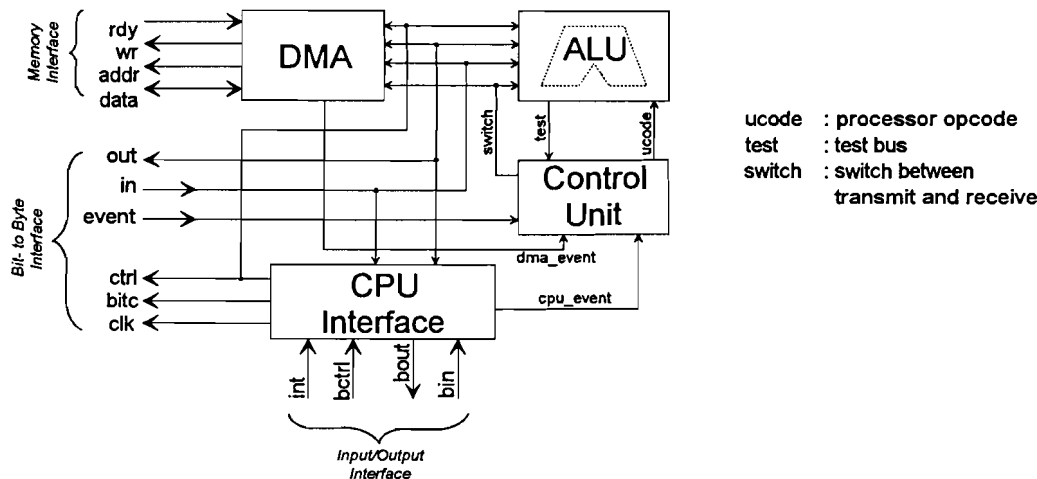 Memory
Interface
rdy
wr
addr
data
DMA
ALU
switch
test
ucode
ucode : processor opcode
test : test bus
switch : switch between
transmit and receive
Bit- to Byte
Interface
out
in
event
ctrl
bitc
clk
Control
Unit
dma_event
cpu_event
CPU
Interface
int
bctrl
bout
bin
Input/Output
Interface